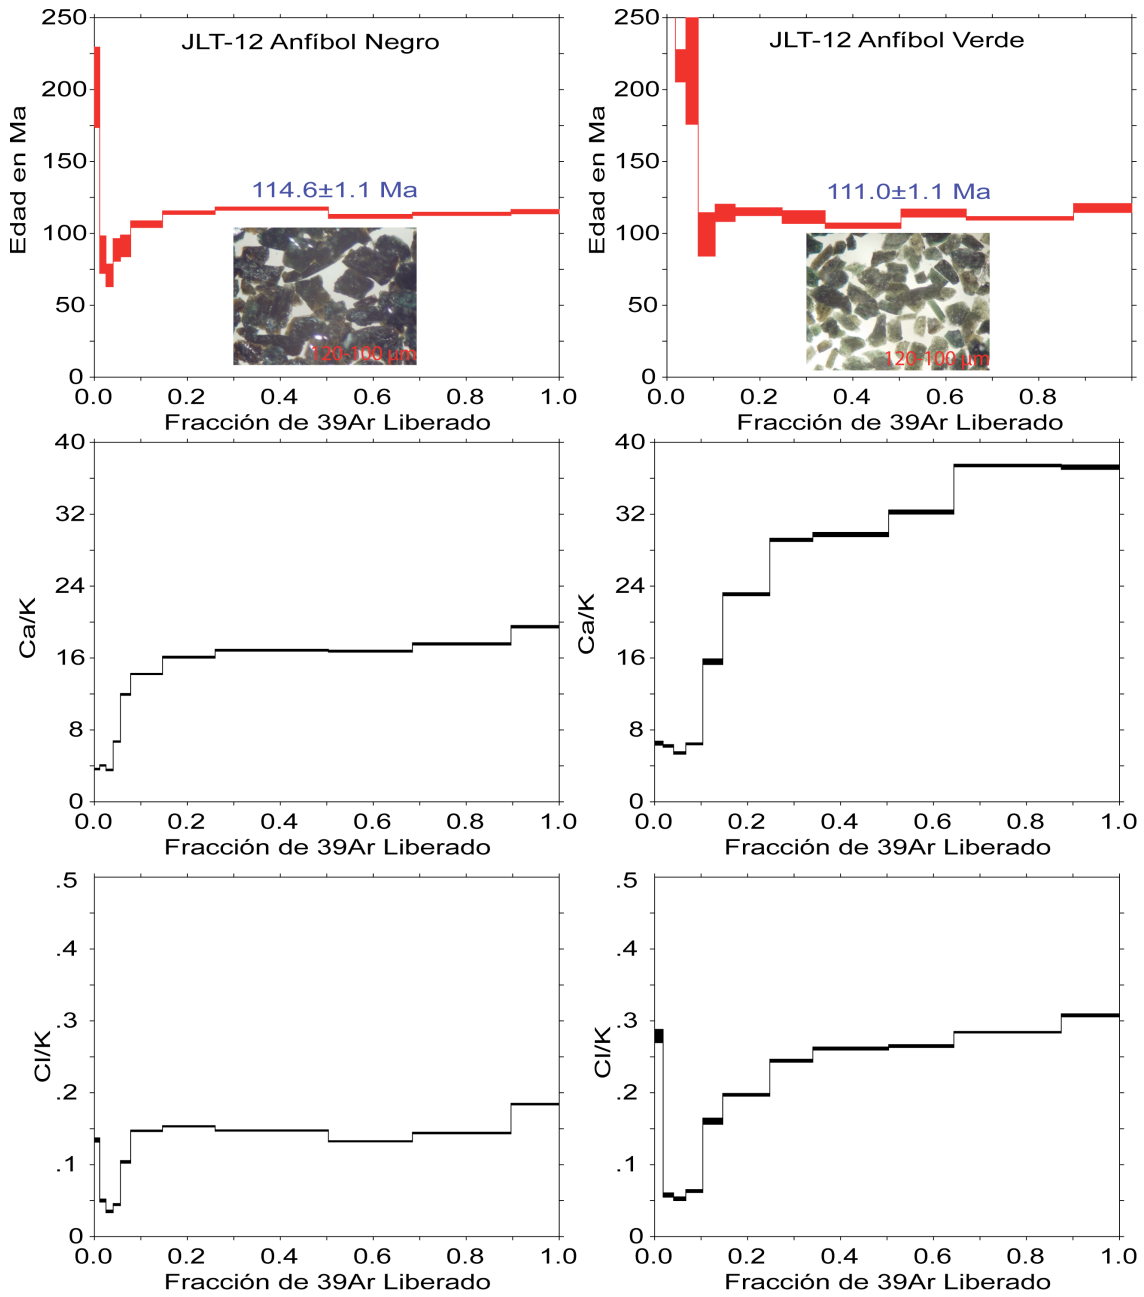 JLT-12 Anfíbol Negro
Edad en Ma
250
200
150
100
50
0
114.6±1.1 Ma
120-100 µm
0.0 0.2 0.4 0.6 0.8 1.0
Fracción de 39Ar Liberado
JLT-12 Anfíbol Verde
Edad en Ma
250
200
150
100
50
0
111.0±1.1 Ma
120-100 µm
0.0 0.2 0.4 0.6 0.8
Fracción de 39Ar Liberado
Ca/K
40
32
24
16
8
0
0.0 0.2 0.4 0.6 0.8 1.0
Fracción de 39Ar Liberado
Ca/K
40
32
24
16
8
0
0.0 0.2 0.4 0.6 0.8 1.0
Fracción de 39Ar Liberado
Cl/K
.5
.4
.3
.2
.1
0
0.0 0.2 0.4 0.6 0.8 1.0
Fracción de 39Ar Liberado
Cl/K
.5
.4
.3
.2
.1
0
0.0 0.2 0.4 0.6 0.8 1.0
Fracción de 39Ar Liberado